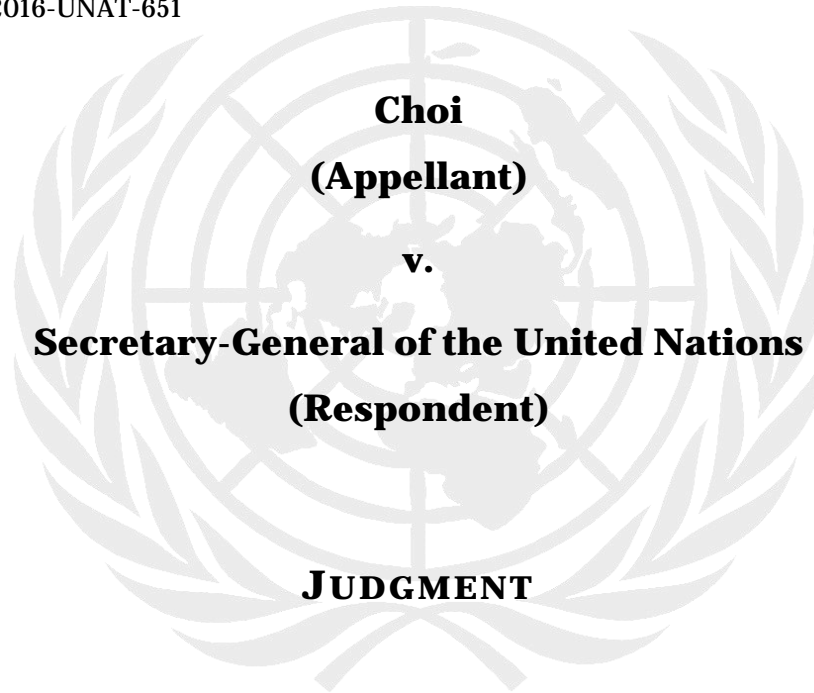 2016-UNAT-651
Choi
(Appellant)
v.
Secretary-General of the United Nations
(Respondent)
JUDGMENT